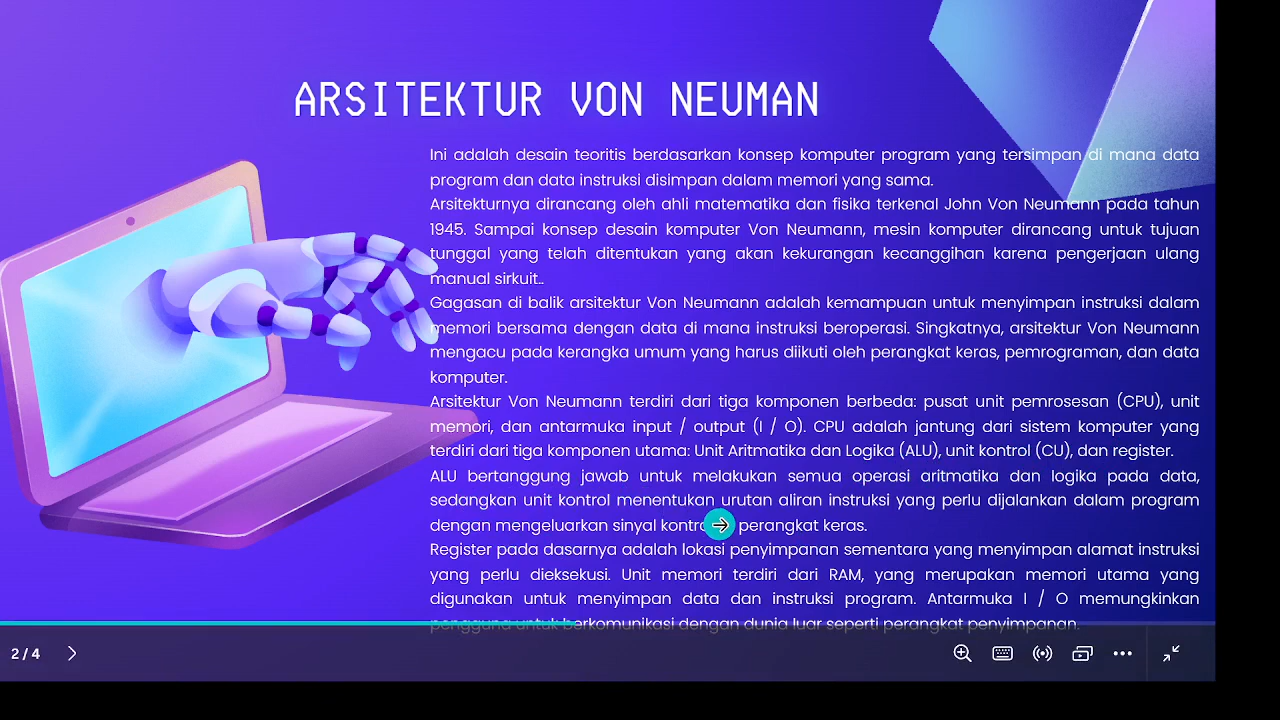 ARSITEKTUR VON NEUMAN
Ini adalah desain teoritis berdasarkan konsep komputer program yang tersimpan di mana data
program dan data instruksi disimpan dalam memori yang sama.
Arsitekturnya dirancang oleh ahli matematika dan fisika terkenal John Von Neumann pada tahun
1945. Sampai konsep desain komputer Von Neumann, mesin komputer dirancang untuk tujuan
tunggal yang telah ditentukan yang akan kekurangan kecanggihan karena pengerjaan ulang
manual sirkuit..
Gagasan di balik arsitektur Von Neumann adalah kemampuan untuk menyimpan instruksi dalam
memori bersama dengan data di mana instruksi beroperasi. Singkatnya, arsitektur Von Neumann
mengacu pada kerangka umum yang harus diikuti oleh perangkat keras, pemrograman, dan data
komputer.
Arsitektur Von Neumann terdiri dari tiga komponen berbeda: pusat unit pemrosesan (CPU), unit
memori, dan antarmuka input / output (I / O). CPU adalah jantung dari sistem komputer yang
terdiri dari tiga komponen utama: Unit Aritmatika dan Logika (ALU), unit kontrol (CU), dan register.
ALU bertanggung jawab untuk melakukan semua operasi aritmatika dan logika pada data,
sedangkan unit kontrol menentukan urutan aliran instruksi yang perlu dijalankan dalam program
dengan mengeluarkan sinyal perangkat keras.
Register pada dasarnya adalah lokasi penyimpanan sementara yang menyimpan alamat instruksi
yang perlu dieksekusi. Unit memori terdiri dari RAM, yang merupakan memori utama yang
digunakan untuk menyimpan data dan instruksi program. Antarmuka I / O memungkinkan
pengguna untuk berkomunikasi dengan dunia luar seperti perangkat penyimpanan.
2 / 4